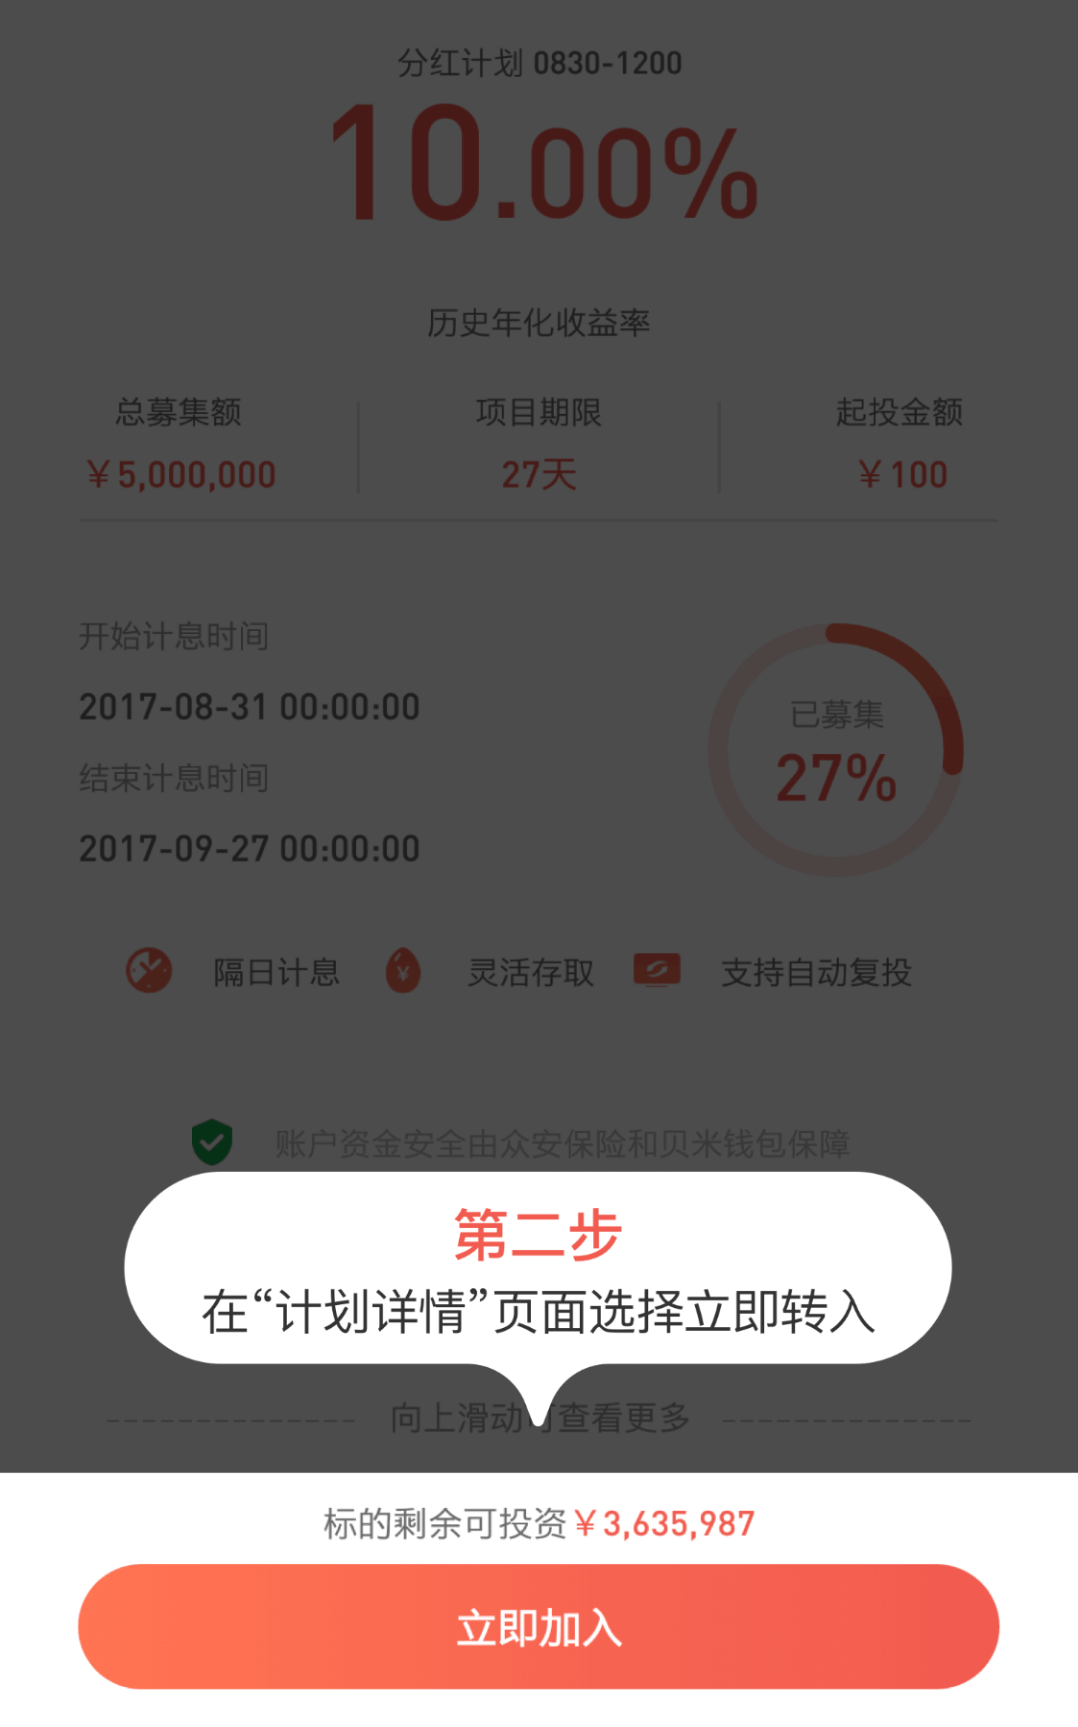 分红计划 0830-1200
10.00%
历史年化收益率
总募集额 项目期限 起投金额
￥5,000,000 27天 ￥100
开始计息时间
2017-08-31 00:00:00
结束计息时间
2017-09-27 00:00:00
已募集
27%
隔日计息 灵活存取 支持自动复投
账户资金安全由众安保险和贝米钱包保障
第二步
在“计划详情”页面选择立即转入
向上滑动可查看更多
标的剩余可投资￥3,635,987
立即加入